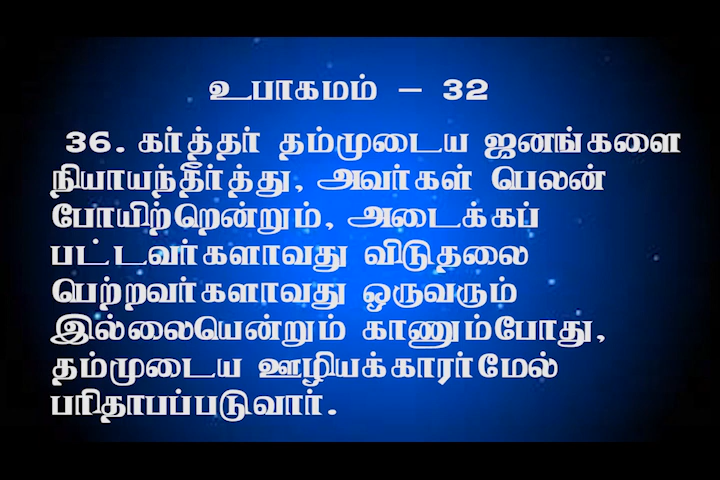 உபாகமம் – 32
36. கர்த்தர் தம்முடைய ஜனங்களை
நியாயந்தீர்த்து, அவர்கள் பெலன்
போயிற்றென்றும், அடைக்கப்
பட்டவர்களாவது விடுதலை
பெற்றவர்களாவது ஒருவரும்
இல்லையென்றும் காணும்போது,
தம்முடைய ஊழியக்காரர்மேல்
பரிதாபப்படுவார்.